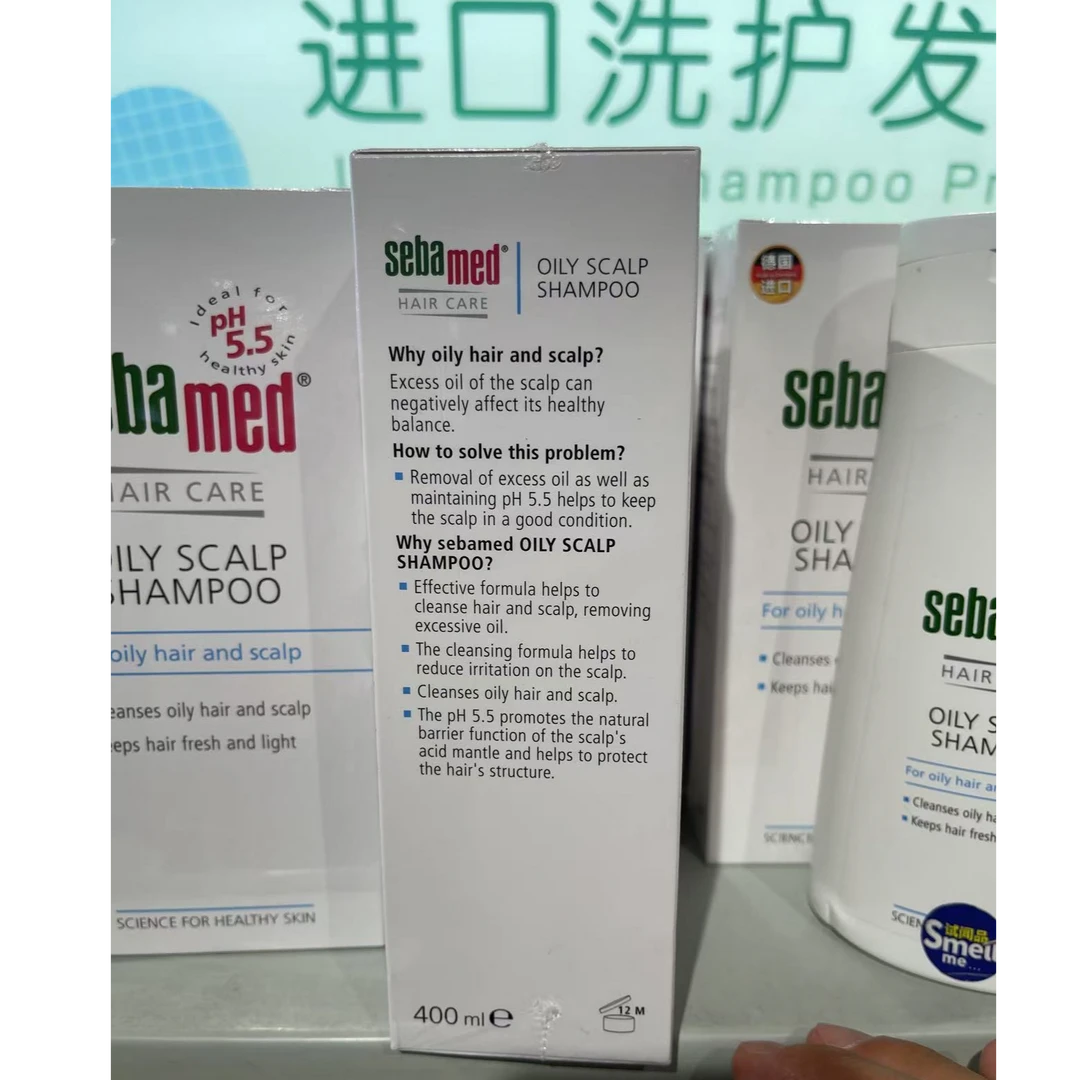 进口洗护发
hampoo Pr
Ideal for
pH
5.5
healthy skin
ba med®
HAIR CARE
OILY SCALP
SHAMPOO
oily hair and scalp
eanses oily hair and scalp
eeps hair fresh and light
SCIENCE FOR HEALTHY SKIN
sebamed®
HAIR CARE
OILY SCALP
SHAMPOO
Why oily hair and scalp?
Excess oil of the scalp can
negatively affect its healthy
balance.
How to solve this problem?
Removal of excess oil as well as
maintaining pH 5.5 helps to keep
the scalp in a good condition.
Why sebamed OILY SCALP
SHAMPOO?
Effective formula helps to
cleanse hair and scalp, removing
excessive oil.
The cleansing formula helps to
reduce irritation on the scalp.
Cleanses oily hair and scalp.
The pH 5.5 promotes the natural
barrier function of the scalp's
acid mantle and helps to protect
the hair's structure.
400 ml e
12 M
德国
进口
seba
HAIR
OILY
SHA
For oily h
Cleanses
Keeps hai
SCIENCE
seba
HAIR
OILY S
SHAM
For oily hair a
Cleanses oily ha
Keeps hair fresh
SCIEN
试闻品
Smell
me...